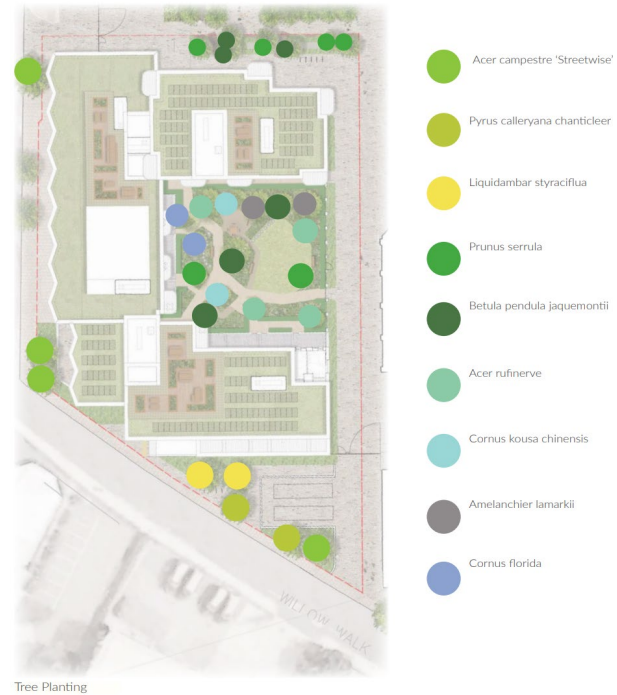 Acer campestre 'Streetwise'
Pyrus calleryana chanticleer
Liquidambar styraciflua
Prunus serrula
Betula pendula jaquemontii
Acer rufinerve
Cornus kousa chinensis
Amelanchier lamarkii
Cornus florida
WILLOW WALK
Tree Planting